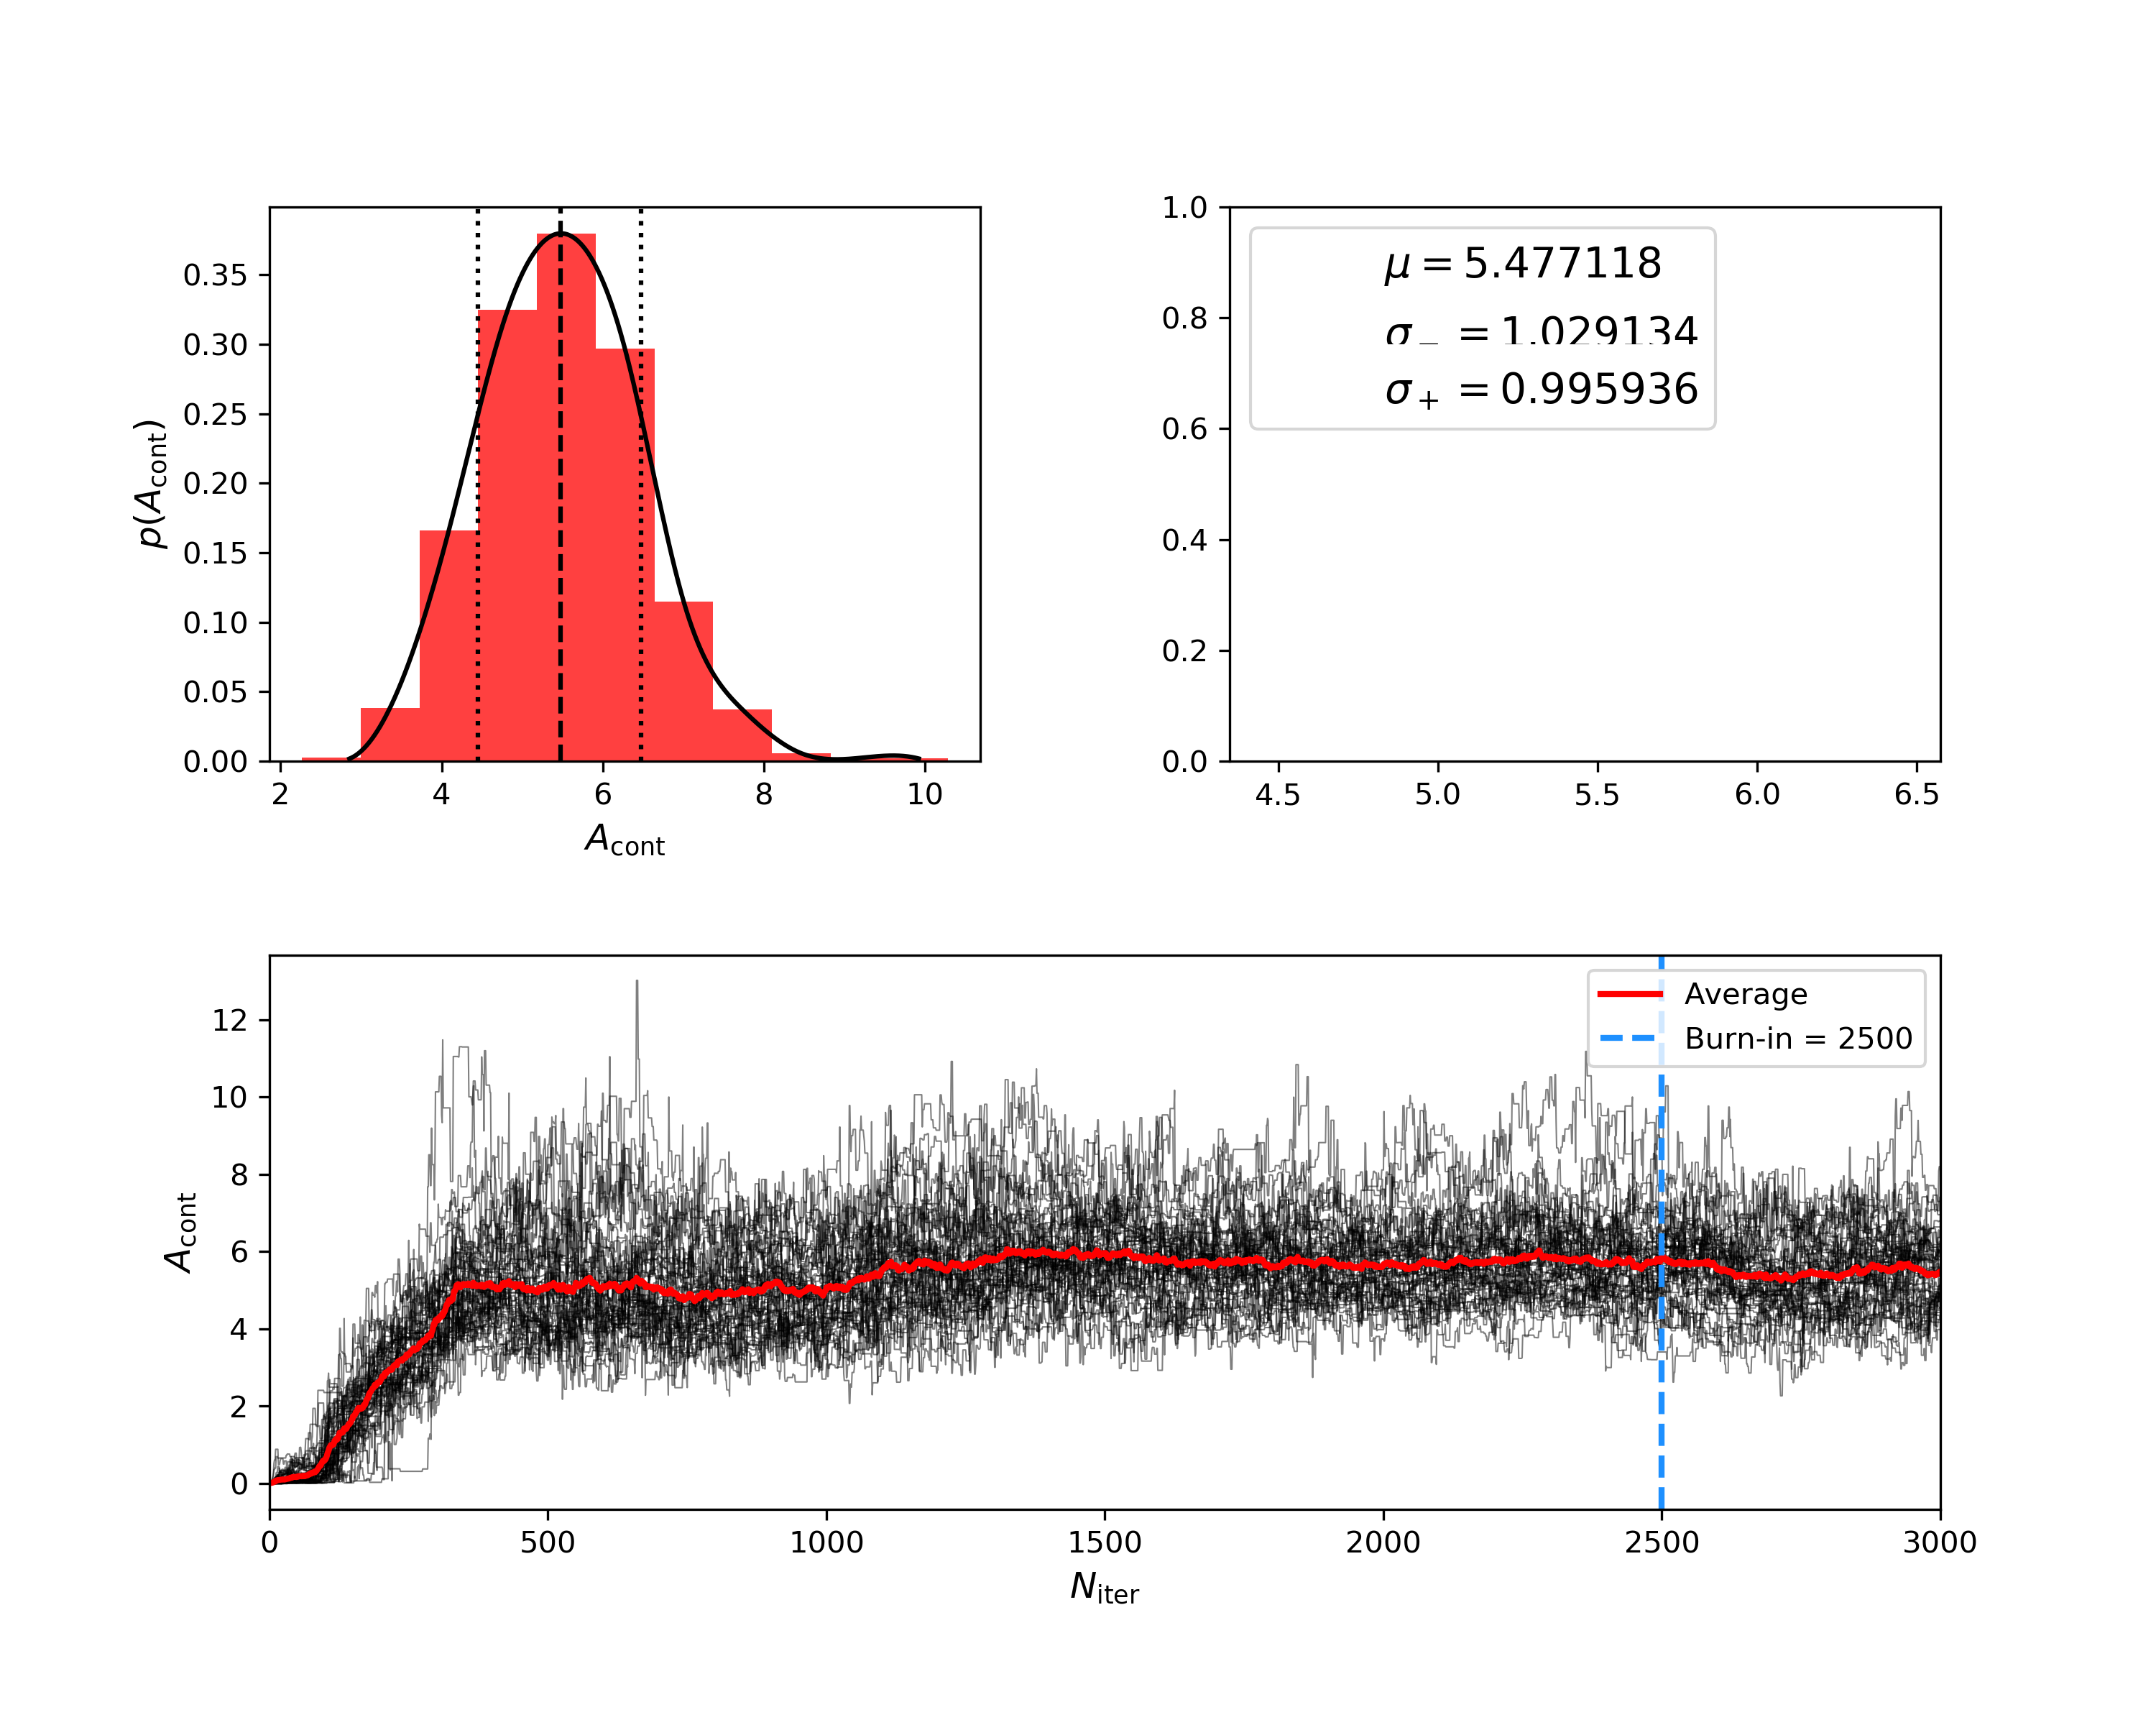 0.35
0.30
0.25
0.20
0.15
0.10
0.05
0.00
p(A_cont)
2 4 6 8 10
A_cont
1.0
0.8
0.6
0.4
0.2
0.0
μ = 5.477118
σ_− = 1.029134
σ_+ = 0.995936
4.5 5.0 5.5 6.0 6.5
12
10
8
6
4
2
0
A_cont
Average
Burn-in = 2500
0 500 1000 1500 2000 2500 3000
N_iter